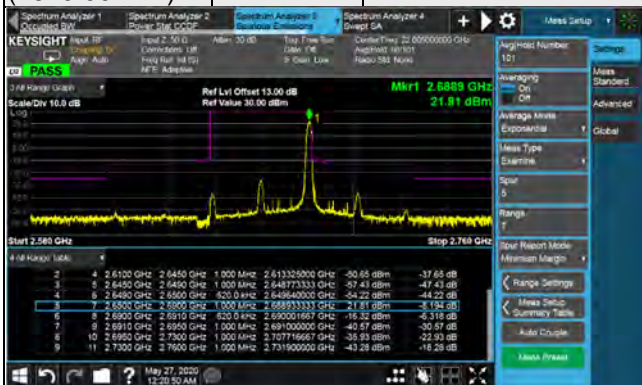 Spectrum Analyzer 1
Occupied BW
Spectrum Analyzer 2
Power Stat CCDF
Spectrum Analyzer 3
Spurious Emissions
Spectrum Analyzer 4
Swept SA
Meas Setup
KEYSIGHT Input: RF
Align: Auto
Input Z: 50 Ω
Corrections: Off
Freq Ref: Int (S)
NFE: Adaptive
Atten: 30 dB
Trig: Free Run
Gate: Off
IF Gain: Low
Center Freq: 22.005000000 GHz
Radio Std: None
PASS
3 All Range Graph
Scale/Div 10.0 dB
Ref Lvl Offset 13.00 dB
Ref Value 30.00 dBm
Mkr1 2.6889 GHz
21.81 dBm
Log
Start 2.580 GHz
Stop 2.760 GHz
4 All Range Table
2 4 2.6100 GHz 2.6450 GHz 1.000 MHz 2.613325000 GHz -50.65 dBm -37.65 dB
3 5 2.6450 GHz 2.6490 GHz 1.000 MHz 2.648773333 GHz -57.43 dBm -47.43 dB
4 6 2.6490 GHz 2.6500 GHz 620.0 kHz 2.649640000 GHz -54.22 dBm -44.22 dB
5 7 2.6500 GHz 2.6900 GHz 1.000 MHz 2.688933333 GHz 21.81 dBm -8.194 dB
6 8 2.6900 GHz 2.6910 GHz 620.0 kHz 2.690001667 GHz -16.32 dBm -6.318 dB
7 9 2.6910 GHz 2.6950 GHz 1.000 MHz 2.691000000 GHz -40.57 dBm -30.57 dB
8 10 2.6950 GHz 2.7300 GHz 1.000 MHz 2.707716667 GHz -35.93 dBm -22.93 dB
9 11 2.7300 GHz 2.7600 GHz 1.000 MHz 2.731900000 GHz -43.28 dBm -18.28 dB
May 27, 2020
12:20:50 AM
Avg|Hold Number
101
Averaging
On
Off
Average Mode
Exponential
Meas Type
Examine
Spur
5
Range
7
Spur Report Mode
Minimum Margin
Range Settings
Meas Setup
Summary Table
Auto Couple
Meas Preset
Settings
Meas
Standard
Advanced
Global